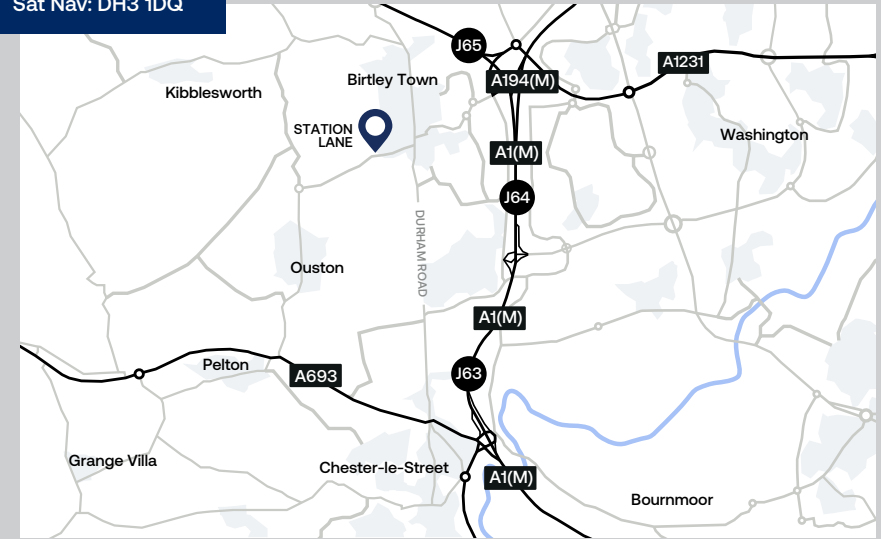 Sat Nav: DH3 1DQ
J65
A1231
Birtley Town
A194(M)
Kibblesworth
STATION
LANE
Washington
A1(M)
J64
DURHAM ROAD
Ouston
A1(M)
Pelton
A693
J63
Grange Villa
Chester-le-Street
A1(M)
Bournmoor